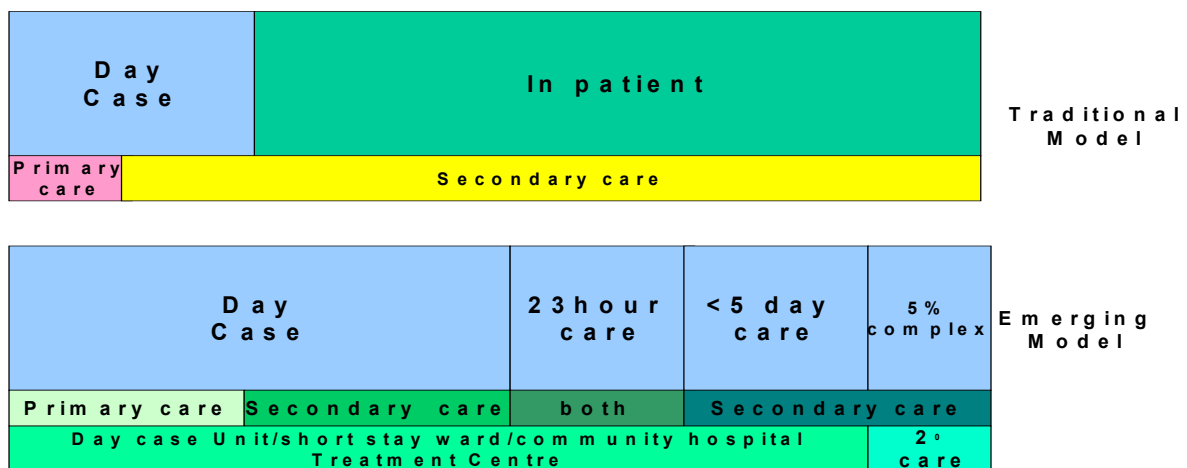 Day
Case
In patient
Traditional
Model
Primary
care
Secondary care
Day
Case
23hour
care
<5 day
care
5%
complex
Emerging
Model
Primary care
Secondary care
both
Secondary care
Day case Unit/short stay ward/community hospital
Treatment Centre
2⁰
care